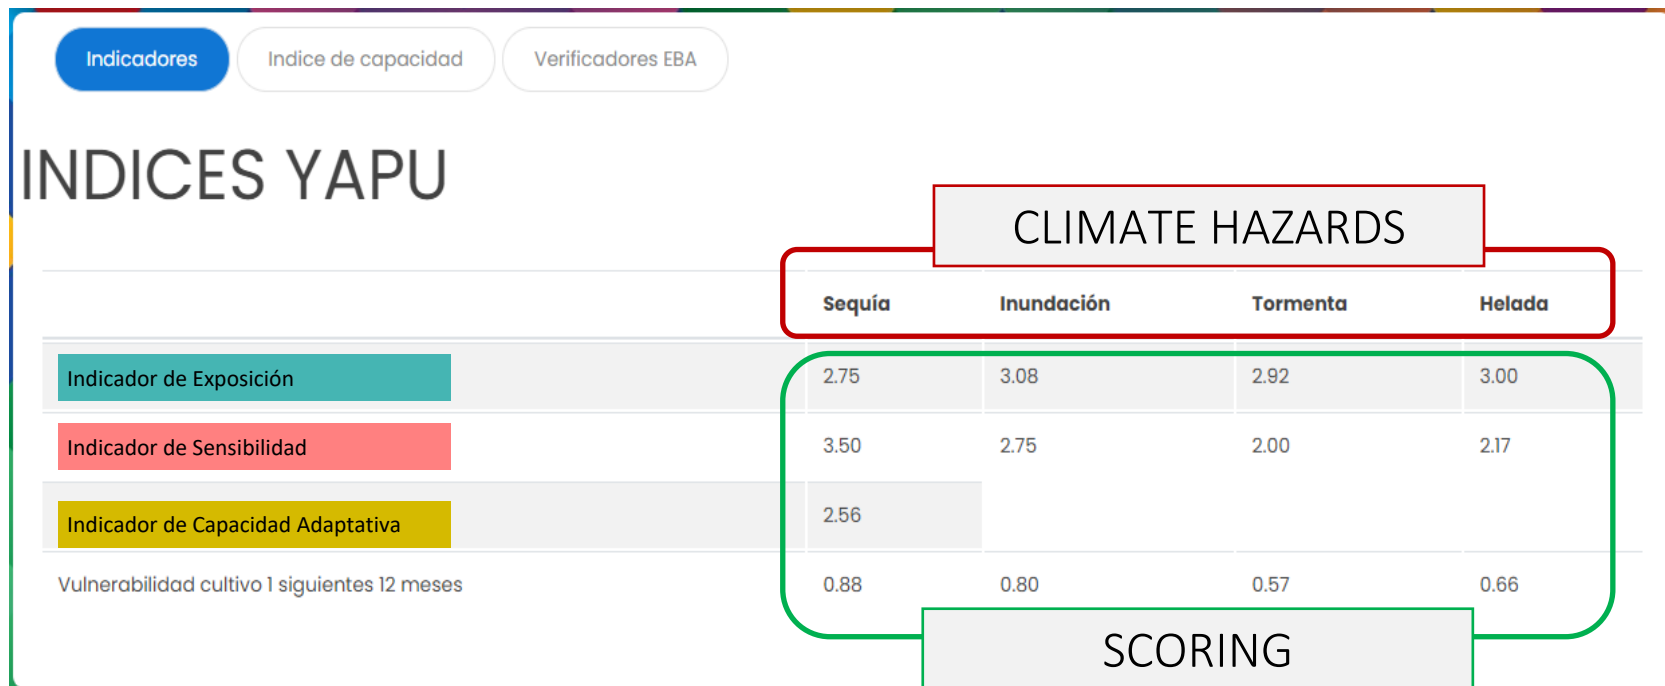 Indicadores Indice de capacidad Verificadores EBA
INDICES YAPU
CLIMATE HAZARDS
Sequía Inundación Tormenta Helada
Indicador de Exposición 2.75 3.08 2.92 3.00
Indicador de Sensibilidad 3.50 2.75 2.00 2.17
Indicador de Capacidad Adaptativa 2.56
Vulnerabilidad cultivo 1 siguientes 12 meses 0.88 0.80 0.57 0.66
SCORING